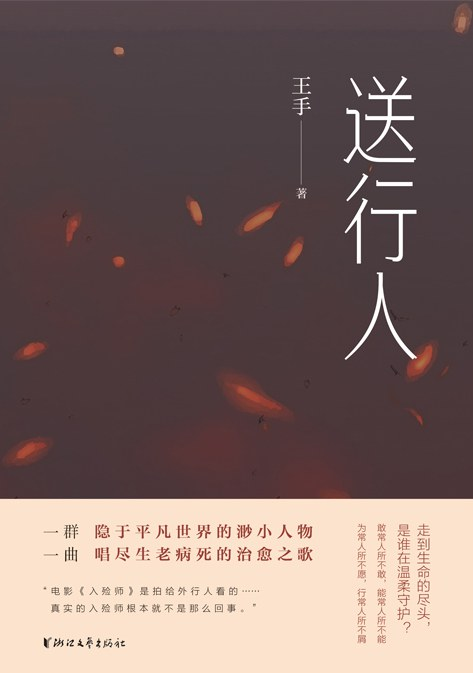 送行人
王手
著
一群 隐于平凡世界的渺小人物
一曲 唱尽生老病死的治愈之歌
“电影《入殓师》是拍给外行人看的……
真实的入殓师根本就不是那么回事。”
走到生命的尽头，
是谁在温柔守护？
敢常人所不敢，能常人所不能
为常人所不愿，行常人所不屑
浙江文艺出版社